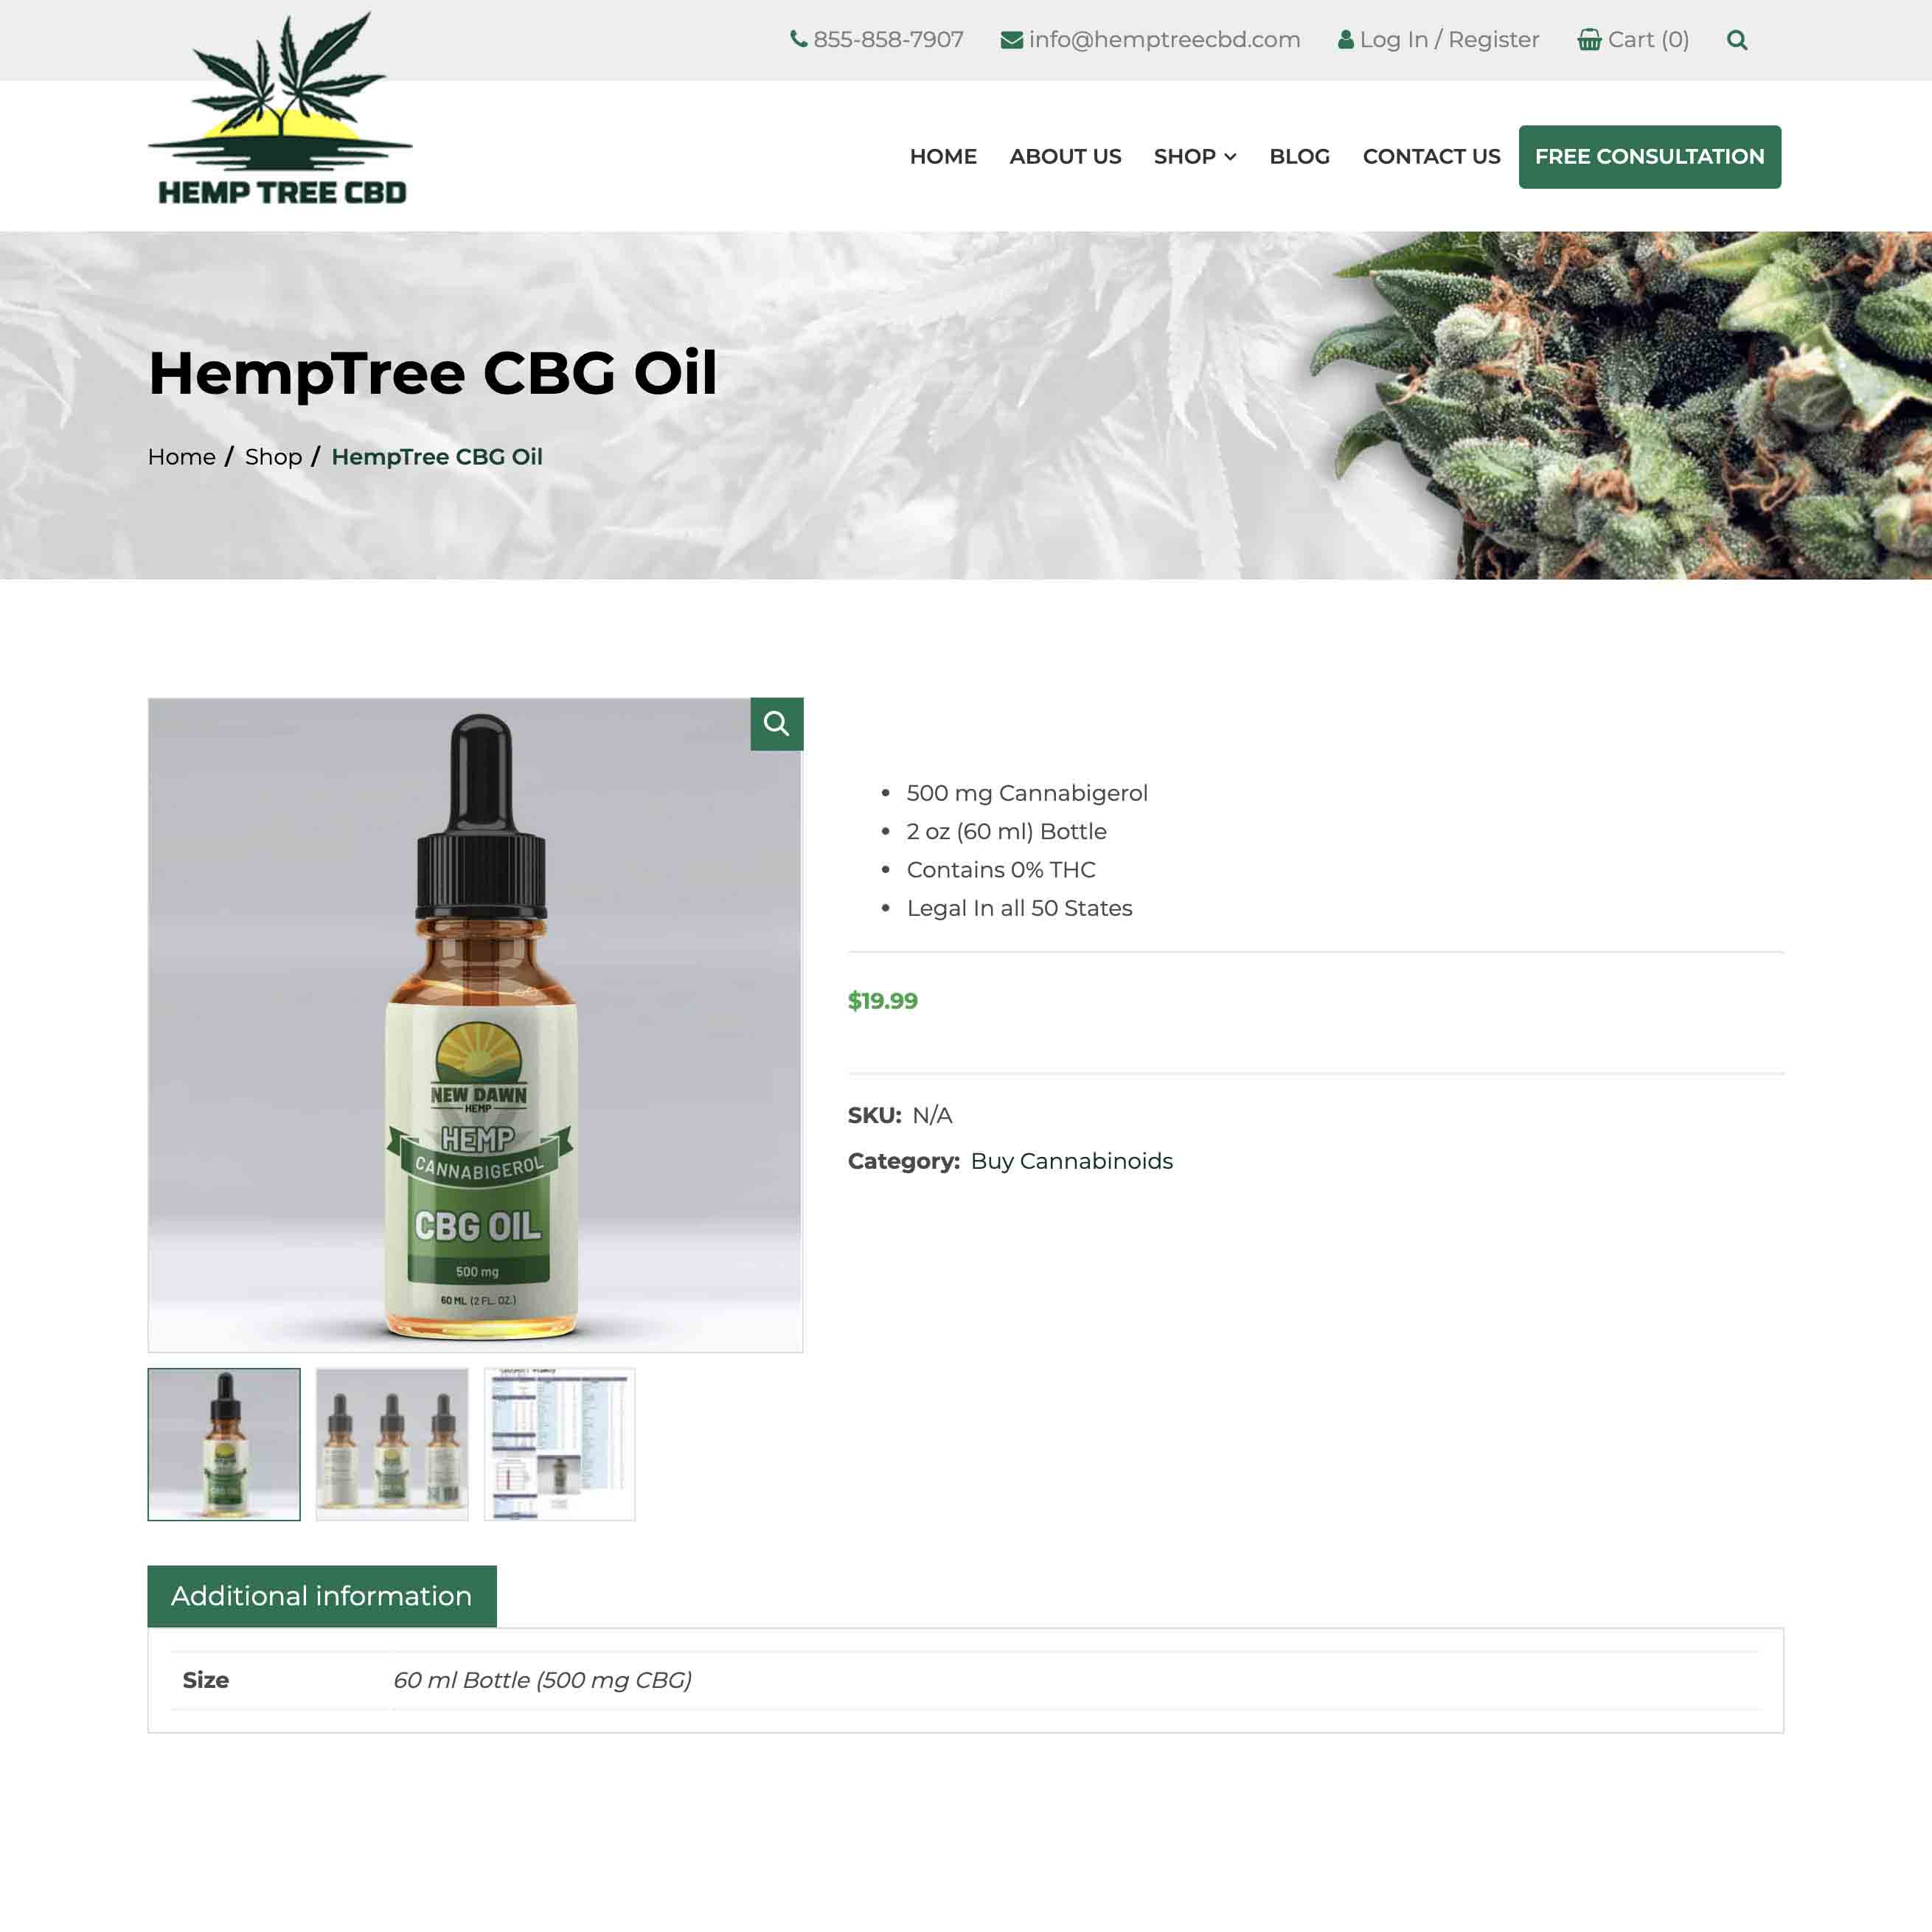 855-858-7907 info@hemptreecbd.com Log In / Register Cart (0)
HEMP TREE CBD
HOME ABOUT US SHOP BLOG CONTACT US FREE CONSULTATION
HempTree CBG Oil
Home / Shop / HempTree CBG Oil
NEW DAWN
HEMP
HEMP
CANNABIGEROL
CBG OIL
500 mg
60 ML (2 FL. OZ.)
• 500 mg Cannabigerol
• 2 oz (60 ml) Bottle
• Contains 0% THC
• Legal In all 50 States
$19.99
SKU: N/A
Category: Buy Cannabinoids
Additional information
Size 60 ml Bottle (500 mg CBG)